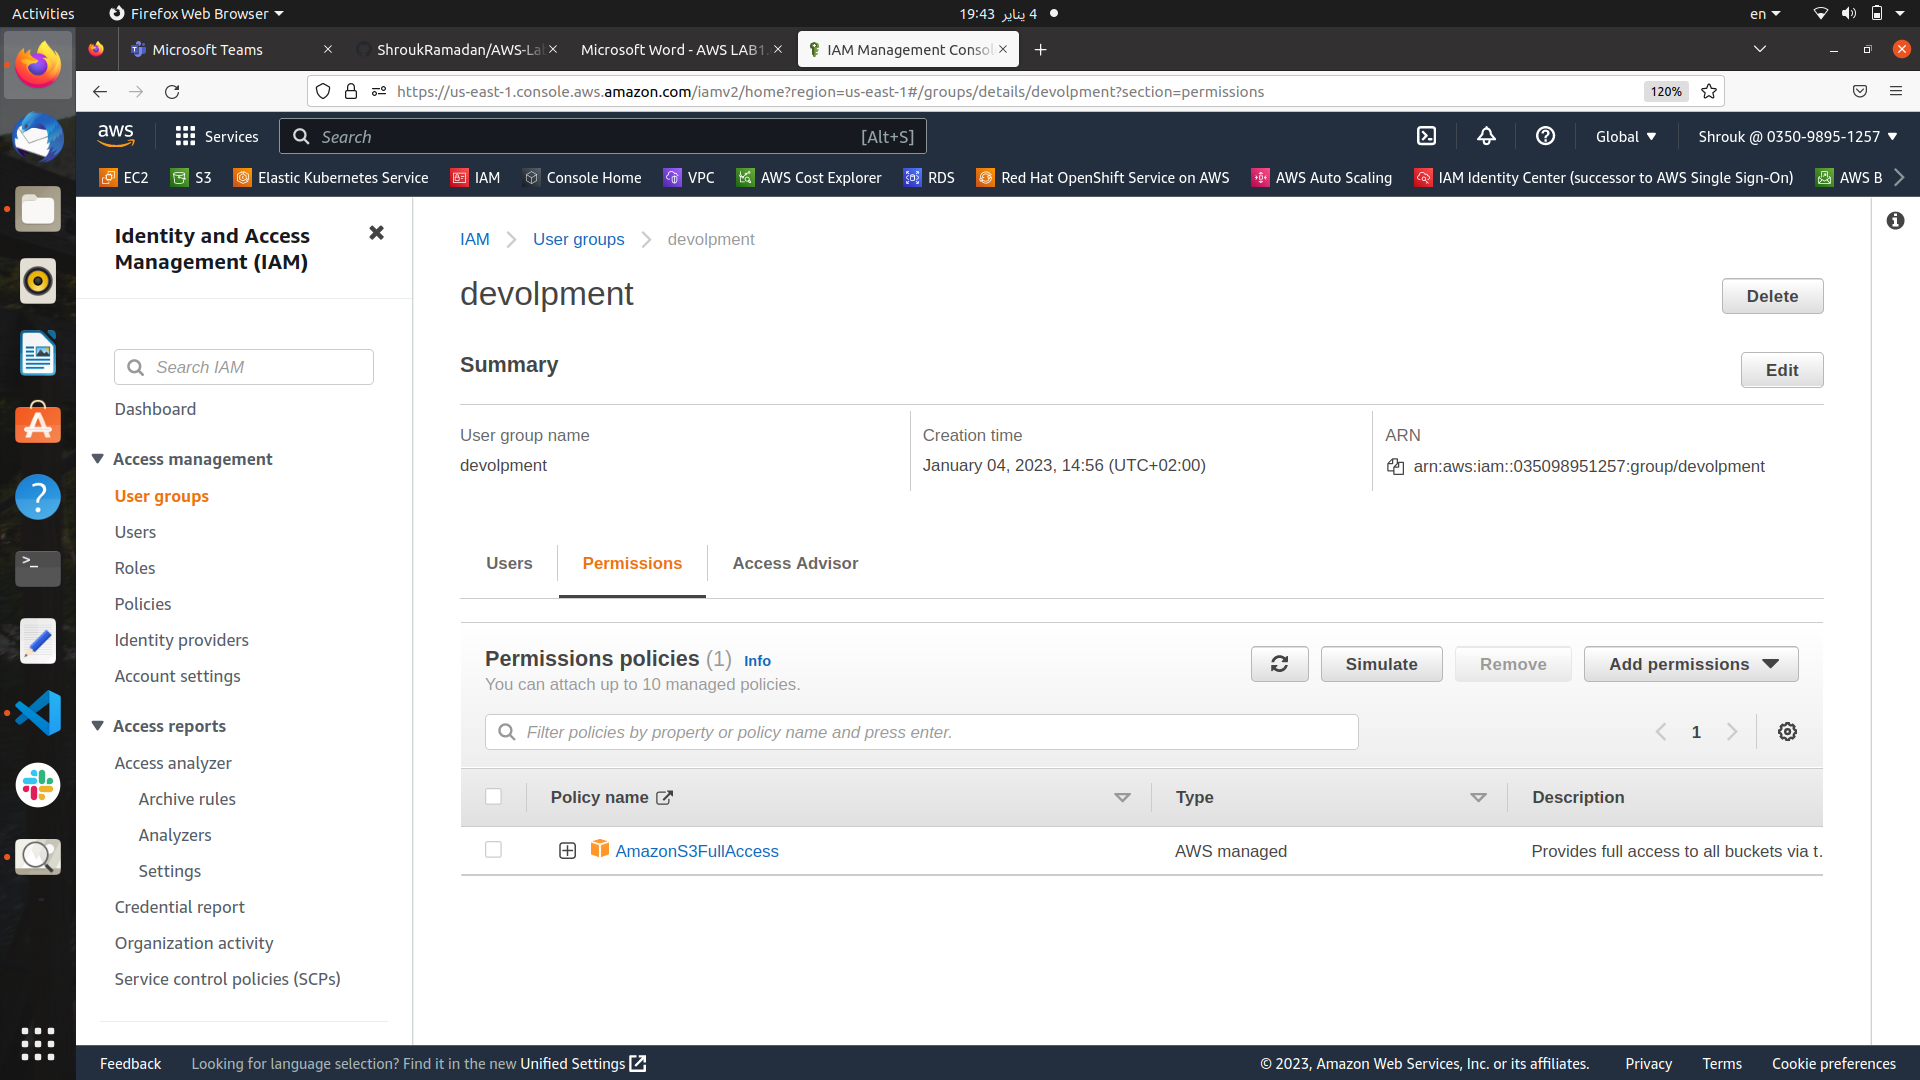 Activities Firefox Web Browser 19:43 4 يناير en
Microsoft Teams ShroukRamadan/AWS-La Microsoft Word - AWS LAB1. IAM Management Conso
https://us-east-1.console.aws.amazon.com/iamv2/home?region=us-east-1#/groups/details/devolpment?section=permissions 120%
aws Services Search [Alt+S] Global Shrouk @ 0350-9895-1257
EC2 S3 Elastic Kubernetes Service IAM Console Home VPC AWS Cost Explorer RDS Red Hat OpenShift Service on AWS AWS Auto Scaling IAM Identity Center (successor to AWS Single Sign-On) AWS B
Identity and Access
Management (IAM)
Search IAM
Dashboard
Access management
User groups
Users
Roles
Policies
Identity providers
Account settings
Access reports
Access analyzer
Archive rules
Analyzers
Settings
Credential report
Organization activity
Service control policies (SCPs)
IAM User groups devolpment
devolpment
Delete
Summary
Edit
User group name
devolpment
Creation time
January 04, 2023, 14:56 (UTC+02:00)
ARN
arn:aws:iam::035098951257:group/devolpment
Users Permissions Access Advisor
Permissions policies (1) Info
You can attach up to 10 managed policies.
Simulate Remove Add permissions
Filter policies by property or policy name and press enter.
1
Policy name Type Description
AmazonS3FullAccess AWS managed Provides full access to all buckets via t…
Feedback Looking for language selection? Find it in the new Unified Settings © 2023, Amazon Web Services, Inc. or its affiliates. Privacy Terms Cookie preferences